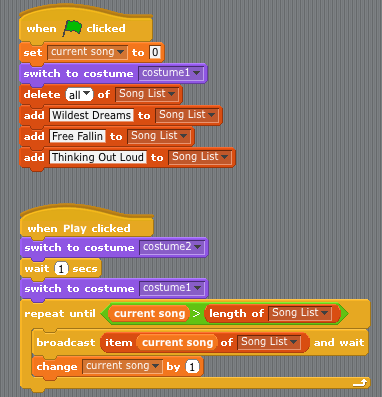 when clicked
set current song to 0
switch to costume costume1
delete all of Song List
add Wildest Dreams to Song List
add Free Fallin to Song List
add Thinking Out Loud to Song List
when Play clicked
switch to costume costume2
wait 1 secs
switch to costume costume1
repeat until current song > length of Song List
broadcast item current song of Song List and wait
change current song by 1